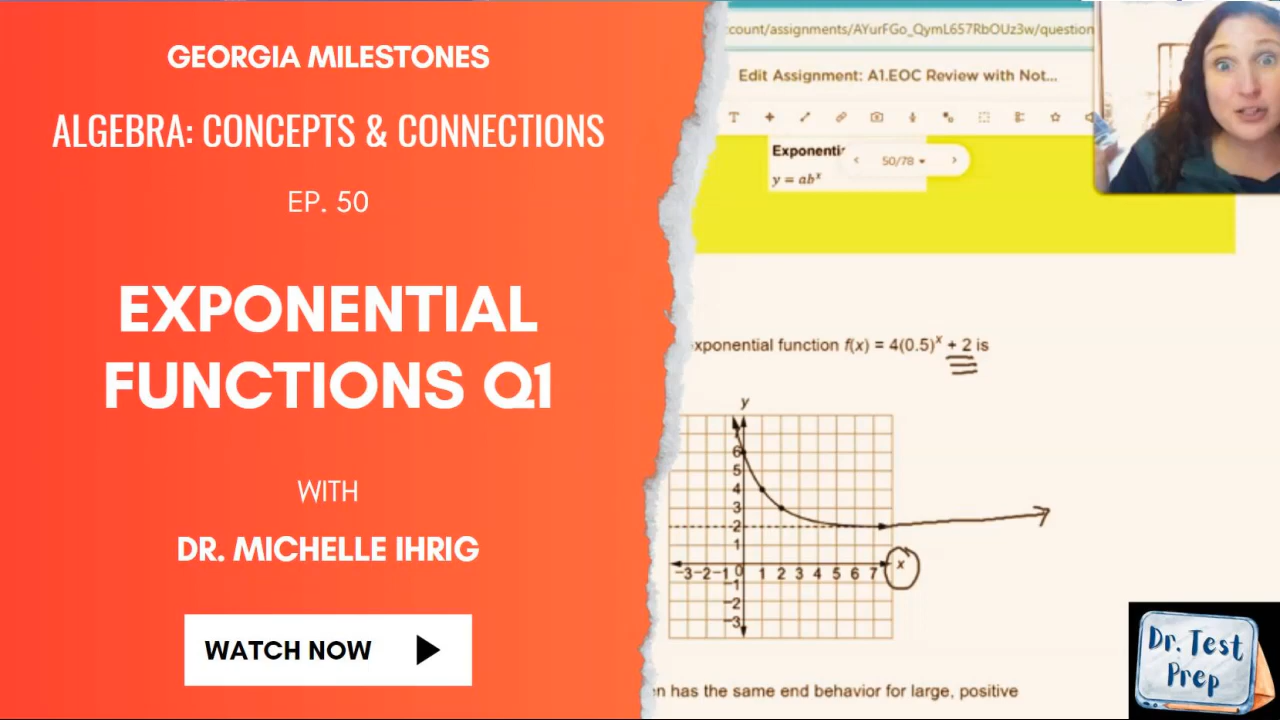 GEORGIA MILESTONES
ALGEBRA: CONCEPTS & CONNECTIONS
EP. 50
EXPONENTIAL
FUNCTIONS Q1
WITH
DR. MICHELLE IHRIG
WATCH NOW
count/assignments/AYurFGo_QymL657RbOUz3w/question
Edit Assignment: A1.EOC Review with Not...
T
Exponentia
< 50/78 >
y = abˣ
exponential function f(x) = 4(0.5)ˣ + 2 is
y
6
5
4
3
2
1
-3 -2 -1 0 1 2 3 4 5 6 7 x
-1
-2
-3
n has the same end behavior for large, positive
Dr. Test
Prep